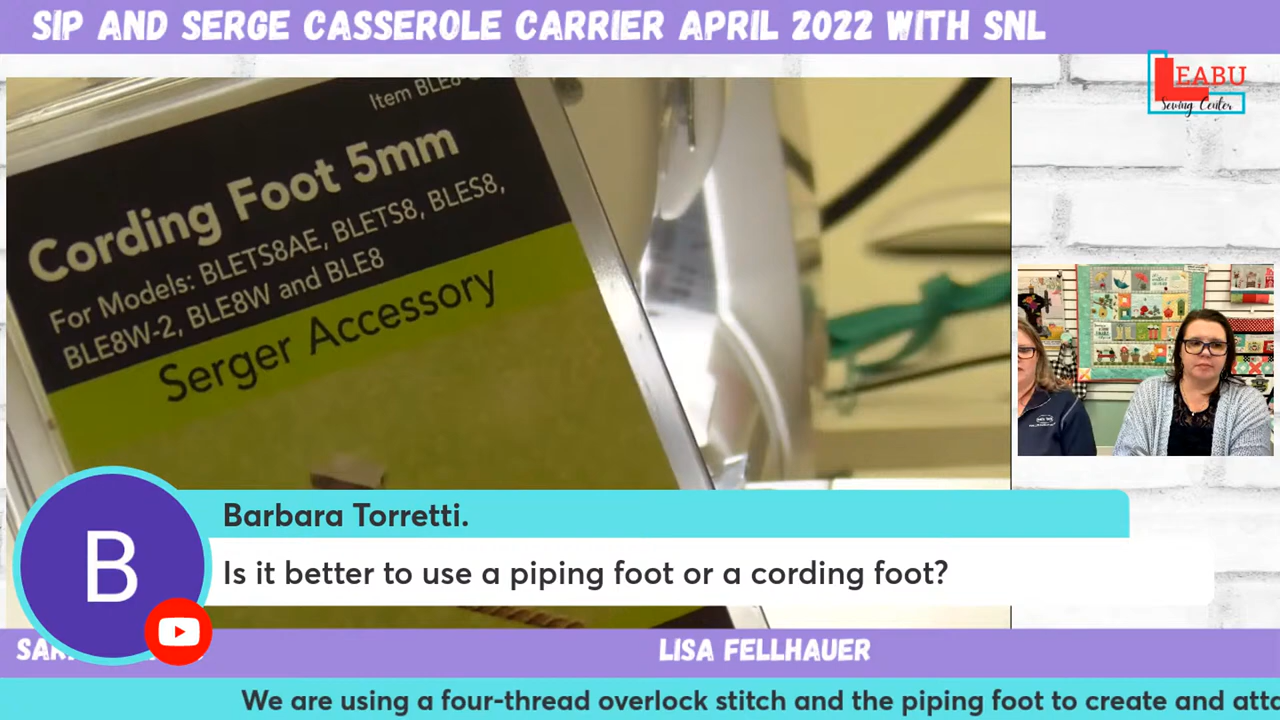 SIP AND SERGE CASSEROLE CARRIER APRIL 2022 WITH SNL
LEABU
Sewing Center
Item BLE8
Cording Foot 5mm
For Models: BLETS8AE, BLETS8, BLES8,
BLE8W-2, BLE8W and BLE8
Serger Accessory
B
Barbara Torretti.
Is it better to use a piping foot or a cording foot?
LISA FELLHAUER
We are using a four-thread overlock stitch and the piping foot to create and